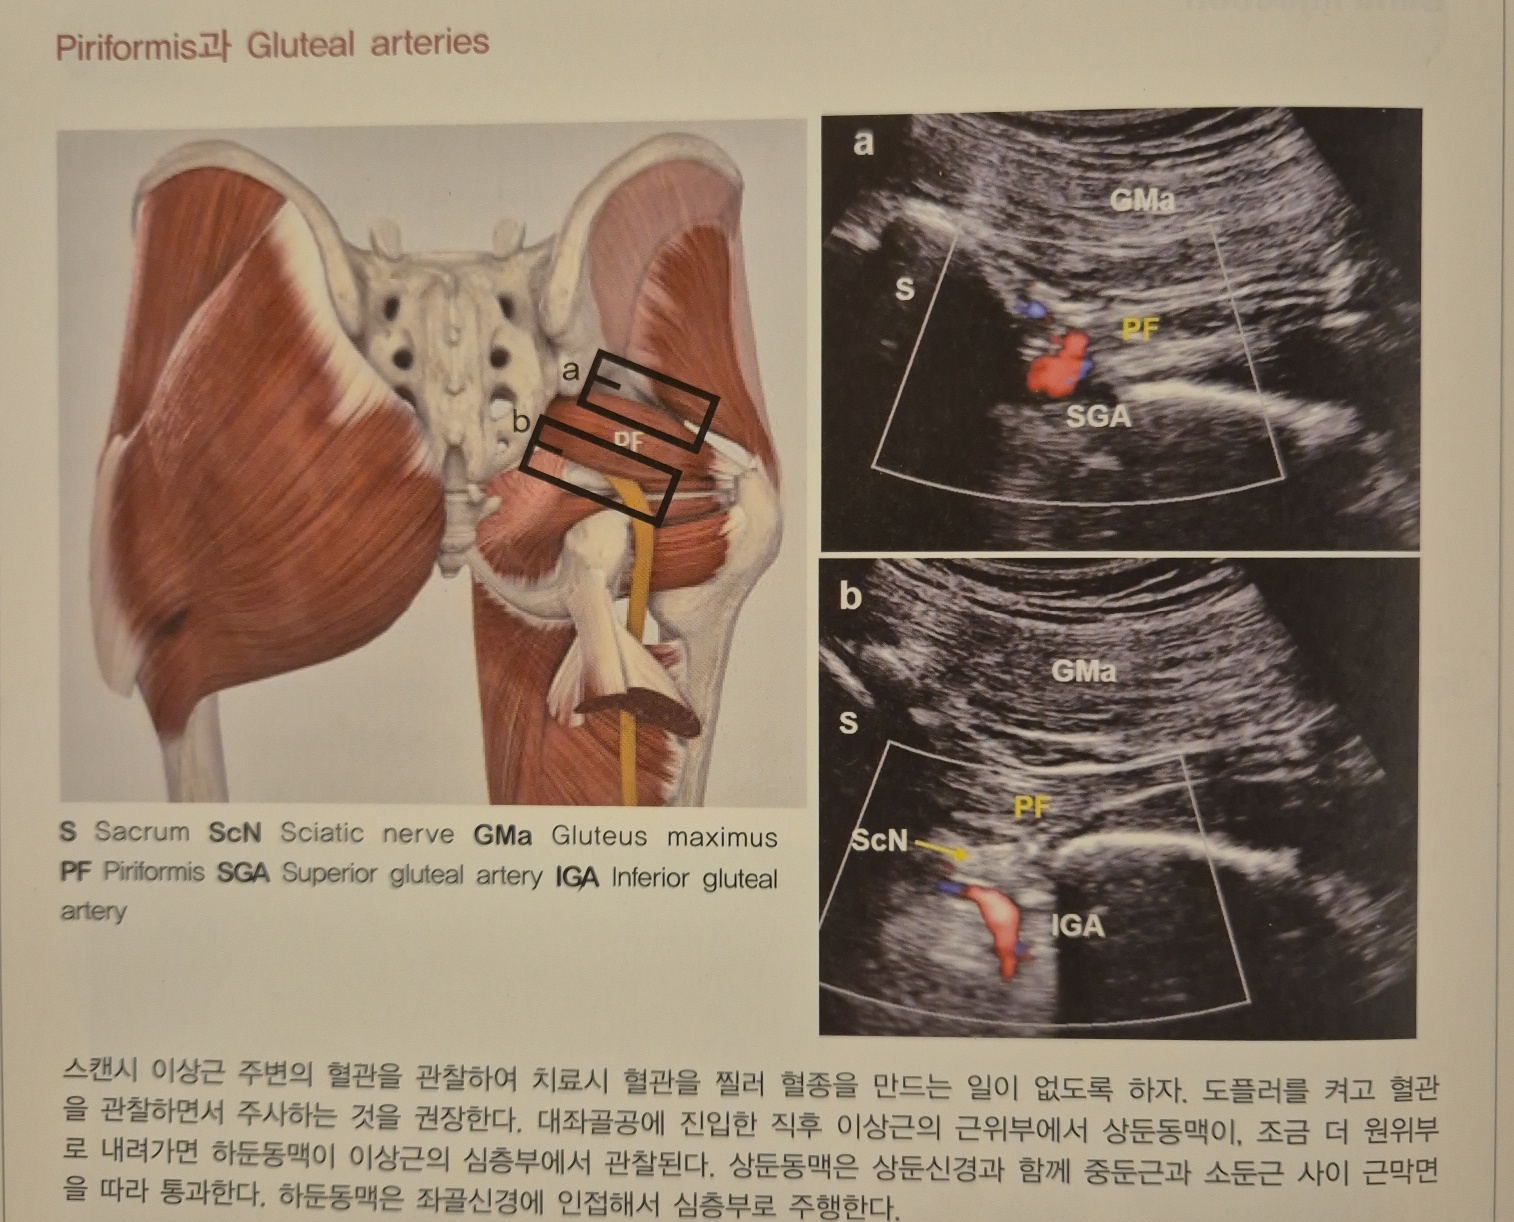 Piriformis과 Gluteal arteries
a
b
PF
a
GMa
S
PF
SGA
b
GMa
S
PF
ScN
IGA
S Sacrum ScN Sciatic nerve GMa Gluteus maximus
PF Piriformis SGA Superior gluteal artery IGA Inferior gluteal
artery
스캔시 이상근 주변의 혈관을 관찰하여 치료시 혈관을 찔러 혈종을 만드는 일이 없도록 하자. 도플러를 켜고 혈관
을 관찰하면서 주사하는 것을 권장한다. 대좌골공에 진입한 직후 이상근의 근위부에서 상둔동맥이, 조금 더 원위부
로 내려가면 하둔동맥이 이상근의 심층부에서 관찰된다. 상둔동맥은 상둔신경과 함께 중둔근과 소둔근 사이 근막면
을 따라 통과한다. 하둔동맥은 좌골신경에 인접해서 심층부로 주행한다.